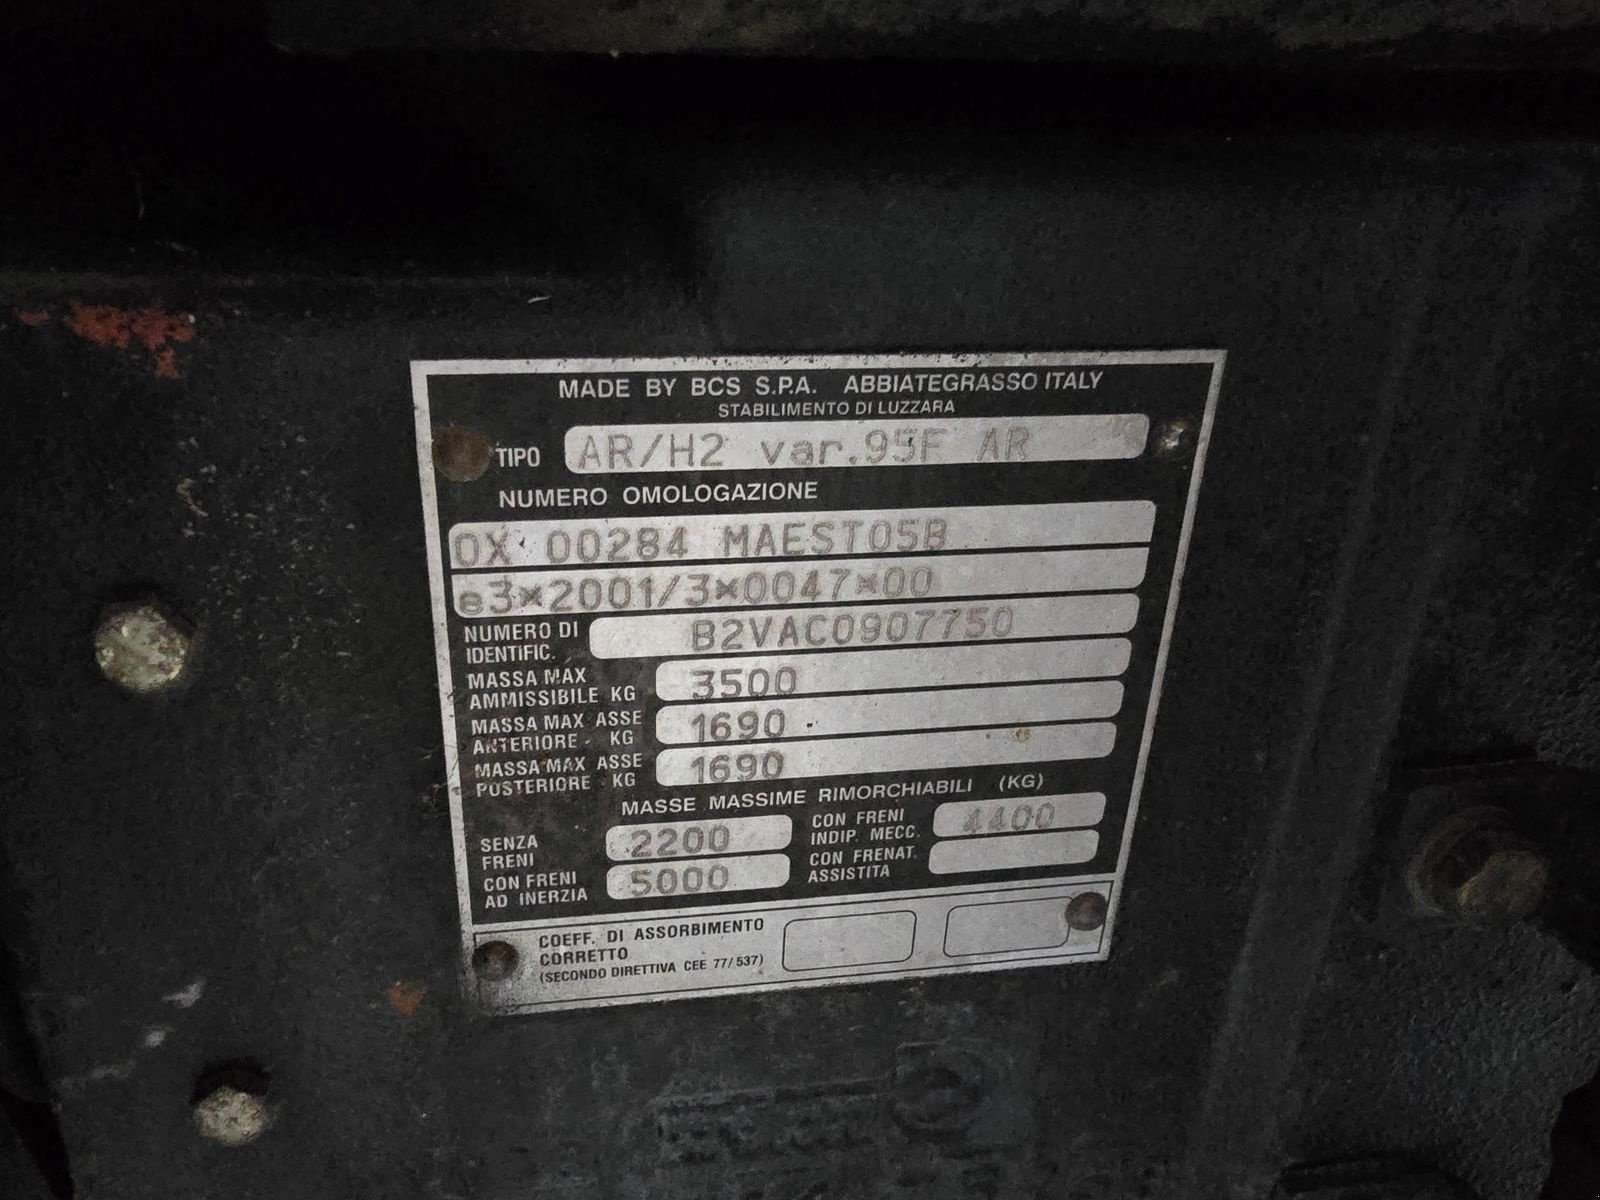 MADE BY BCS S.P.A. ABBIATEGRASSO ITALY
STABILIMENTO DI LUZZARA
TIPO AR/H2 var.95F AR
NUMERO OMOLOGAZIONE
OX 00284 MAEST05B
e3*2001/3*0047*00
NUMERO DI IDENTIFIC. B2VAC0907750
MASSA MAX AMMISSIBILE KG 3500
MASSA MAX ASSE ANTERIORE KG 1690
MASSA MAX ASSE POSTERIORE KG 1690
MASSE MASSIME RIMORCHIABILI (KG)
SENZA FRENI 2200 CON FRENI INDIP. MECC. 4400
CON FRENI AD INERZIA 5000 CON FRENAT. ASSISTITA
COEFF. DI ASSORBIMENTO
CORRETTO
(SECONDO DIRETTIVA CEE 77/537)